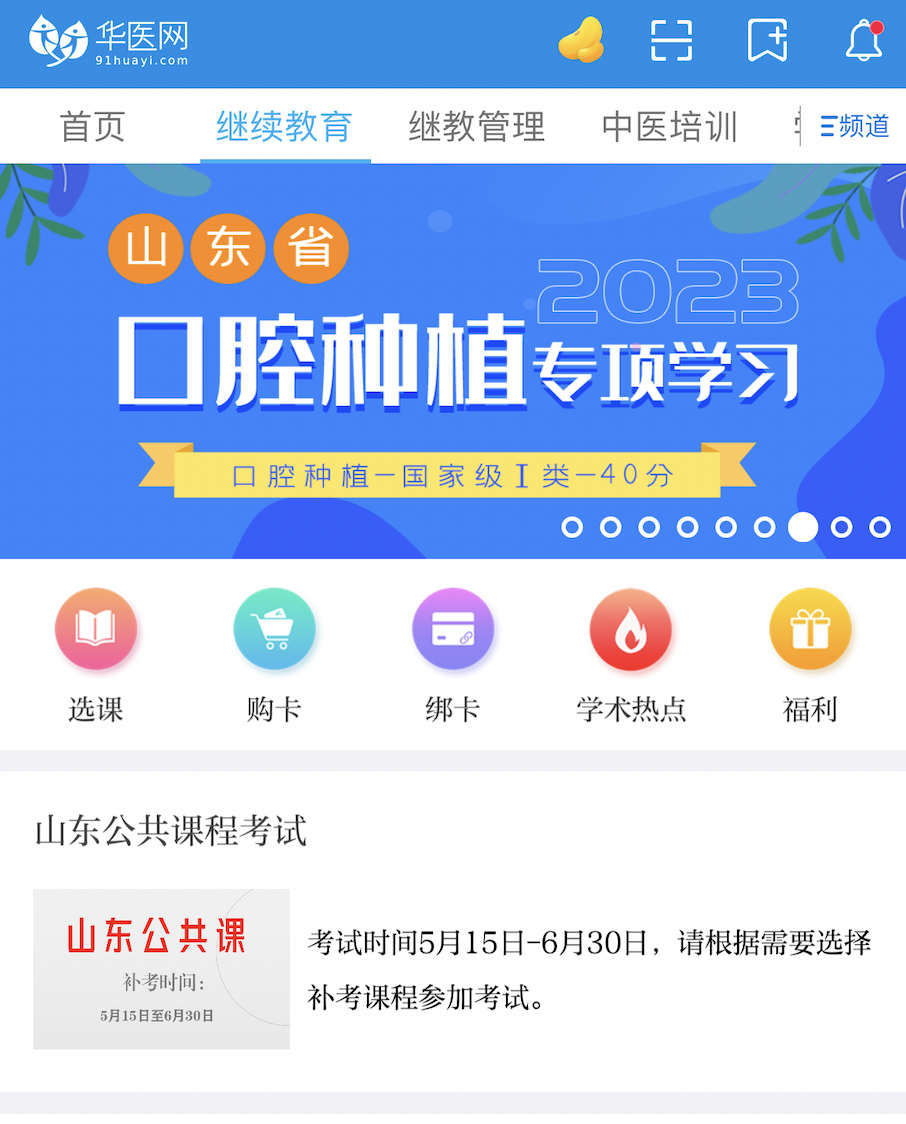 华医网
91huayi.com
首页 继续教育 继教管理 中医培训 频道
山东省
2023
口腔种植专项学习
口腔种植-国家级I类-40分
选课 购卡 绑卡 学术热点 福利
山东公共课程考试
山东公共课
补考时间：
5月15日至6月30日
考试时间5月15日-6月30日，请根据需要选择
补考课程参加考试。